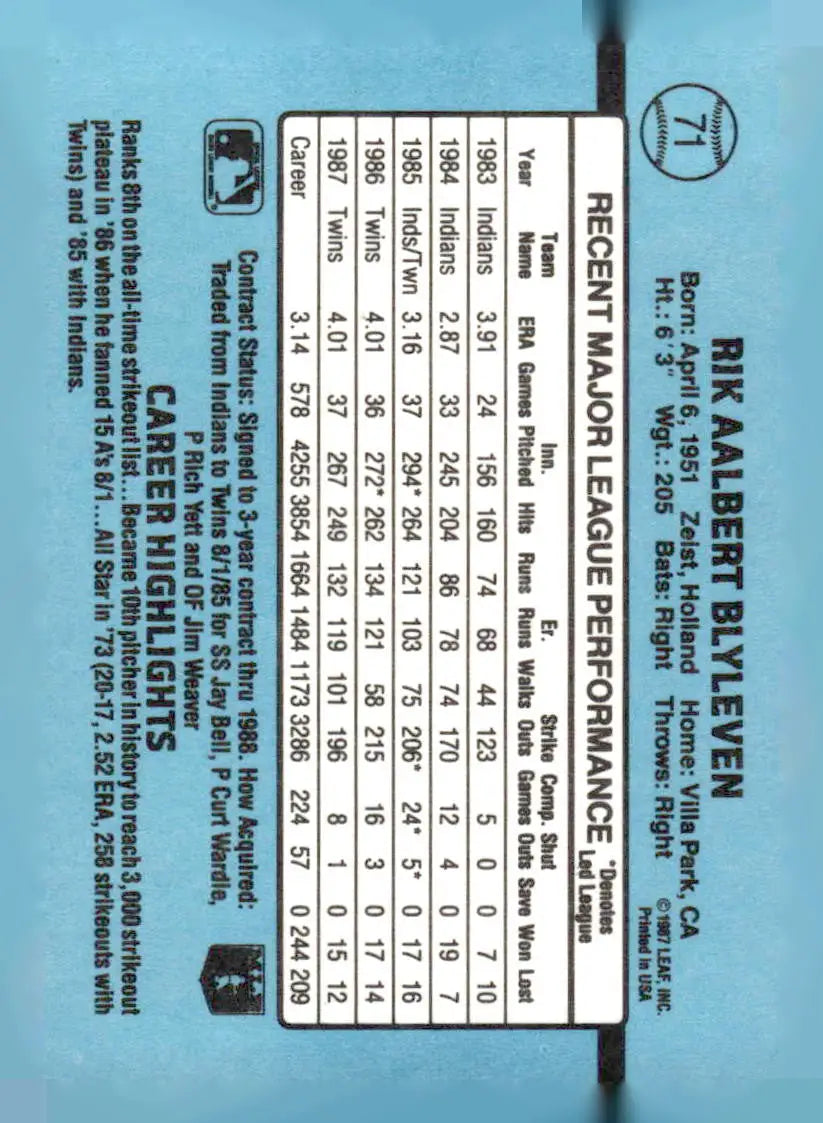 71
RIK AALBERT BLYLEVEN
Born: April 6, 1951 Zeist, Holland Home: Villa Park, CA
Ht.: 6'3" Wgt.: 205 Bats: Right Throws: Right
©1987 LEAF, INC.
Printed in USA
RECENT MAJOR LEAGUE PERFORMANCE *Denotes Led League
Year Team Name ERA Games Inn. Pitched Hits Runs Er. Runs Walks Strike Outs Comp. Games Shut Outs Save Won Lost
1983 Indians 3.91 24 156 160 74 68 44 123 5 0 0 7 10
1984 Indians 2.87 33 245 204 86 78 74 170 12 4 0 19 7
1985 Inds/Twn 3.16 37 294* 264 121 103 75 206* 24* 5* 0 17 16
1986 Twins 4.01 36 272* 262 134 121 58 215 16 3 0 17 14
1987 Twins 4.01 37 267 249 132 119 101 196 8 1 0 15 12
Career 3.14 578 4255 3854 1664 1484 1173 3286 224 57 0 244 209
Contract Status: Signed to 3-year contract thru 1988. How Acquired:
Traded from Indians to Twins 8/1/85 for SS Jay Bell, P Curt Wardle,
P Rich Yett and OF Jim Weaver
CAREER HIGHLIGHTS
Ranks 8th on the all-time strikeout list...Became 10th pitcher in history to reach 3,000 strikeout
plateau in '86 when he fanned 15 A's 8/1...All Star in '73 (20-17, 2.52 ERA, 258 strikeouts with
Twins) and '85 with Indians.